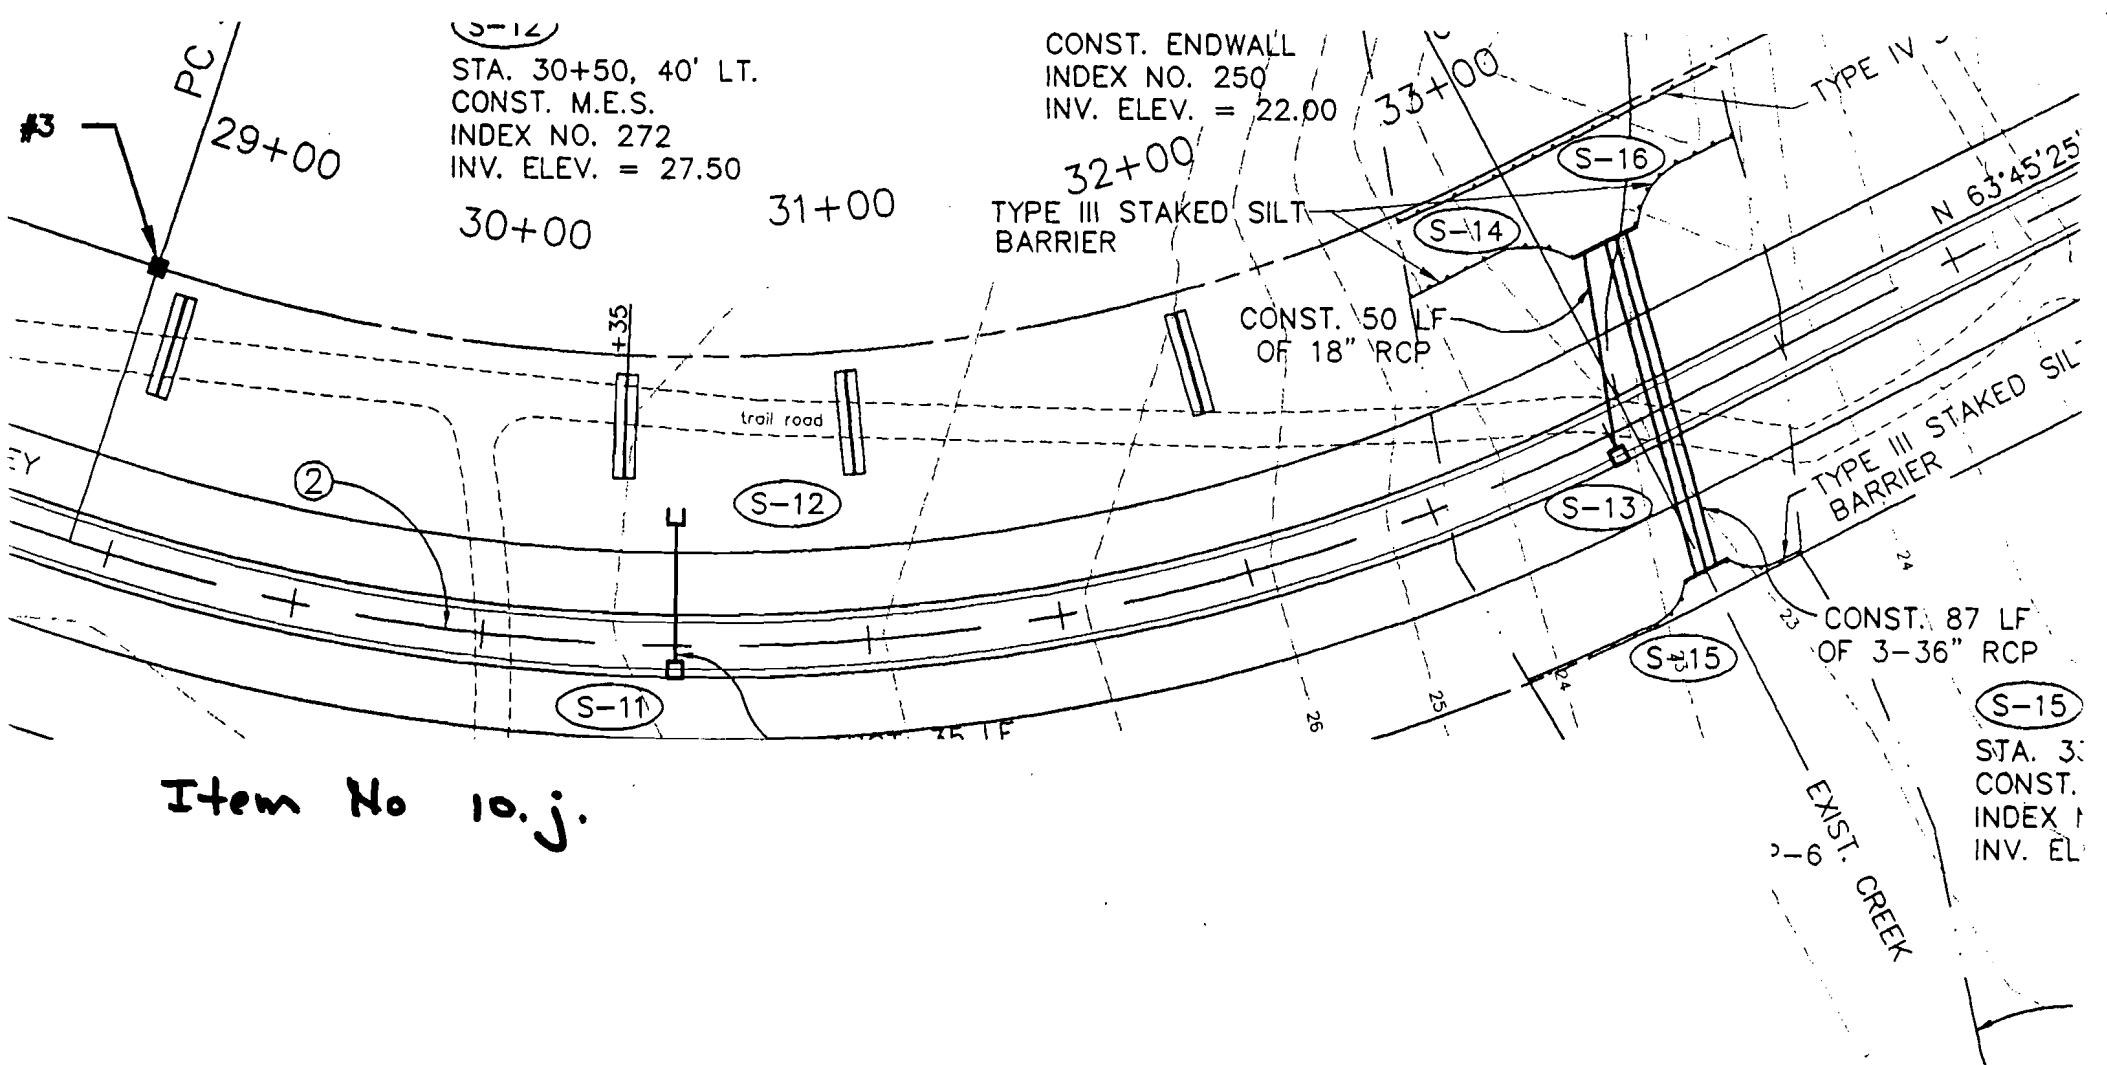 S-12
STA. 30+50, 40' LT.
CONST. M.E.S.
INDEX NO. 272
INV. ELEV. = 27.50
CONST. ENDWALL
INDEX NO. 250
INV. ELEV. = 22.00
PC
#3
29+00
30+00
31+00
32+00
33+00
TYPE IV
S-16
TYPE III STAKED SILT
BARRIER
S-14
N 63°45'25"
CONST. 50 LF
OF 18" RCP
+35
trail road
2
S-12
S-13
TYPE III STAKED
BARRIER
24
23
CONST. 87 LF
OF 3-36" RCP
S-11
S-15
24
25
26
35 LF
S-15
STA.
CONST.
INDEX
INV.
EXIST. CREEK
Item No 10.j.